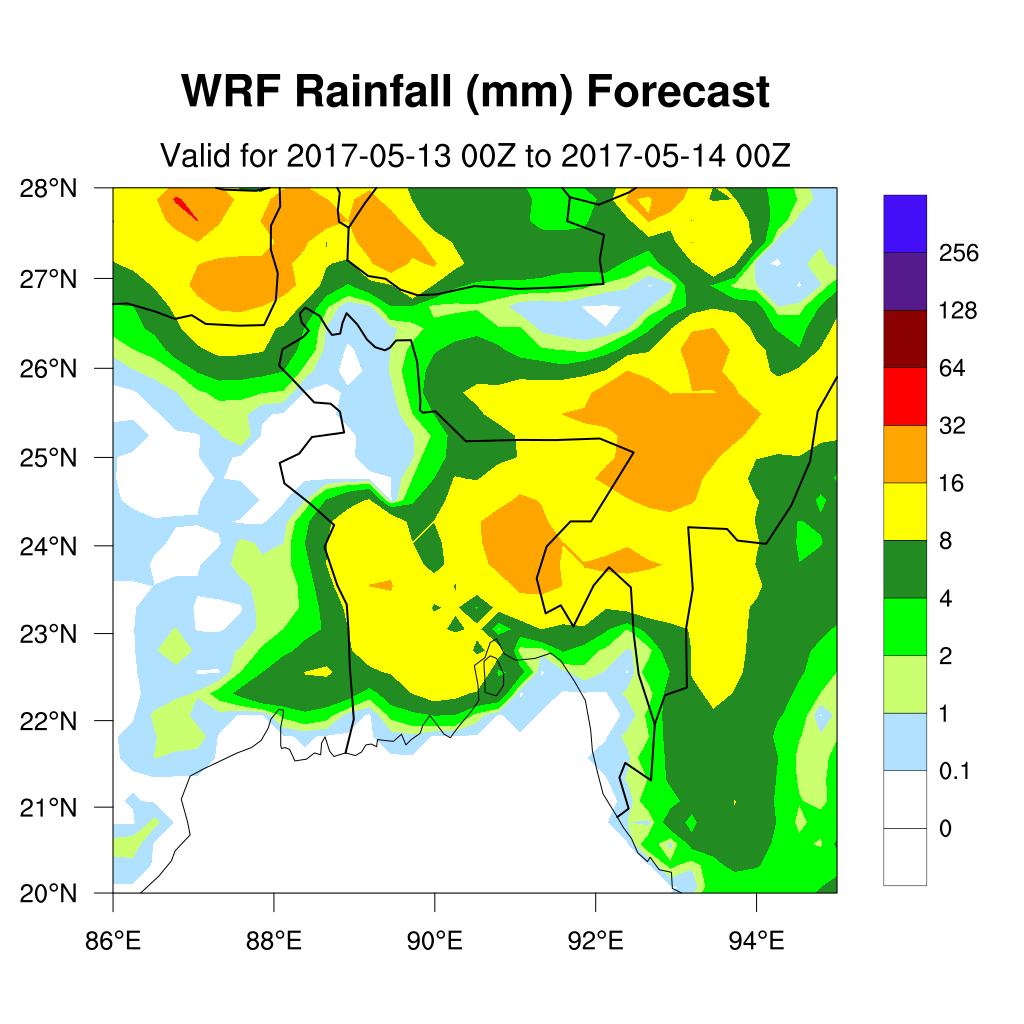 WRF Rainfall (mm) Forecast
Valid for 2017-05-13 00Z to 2017-05-14 00Z
28°N
27°N
26°N
25°N
24°N
23°N
22°N
21°N
20°N
86°E 88°E 90°E 92°E 94°E
256
128
64
32
16
8
4
2
1
0.1
0